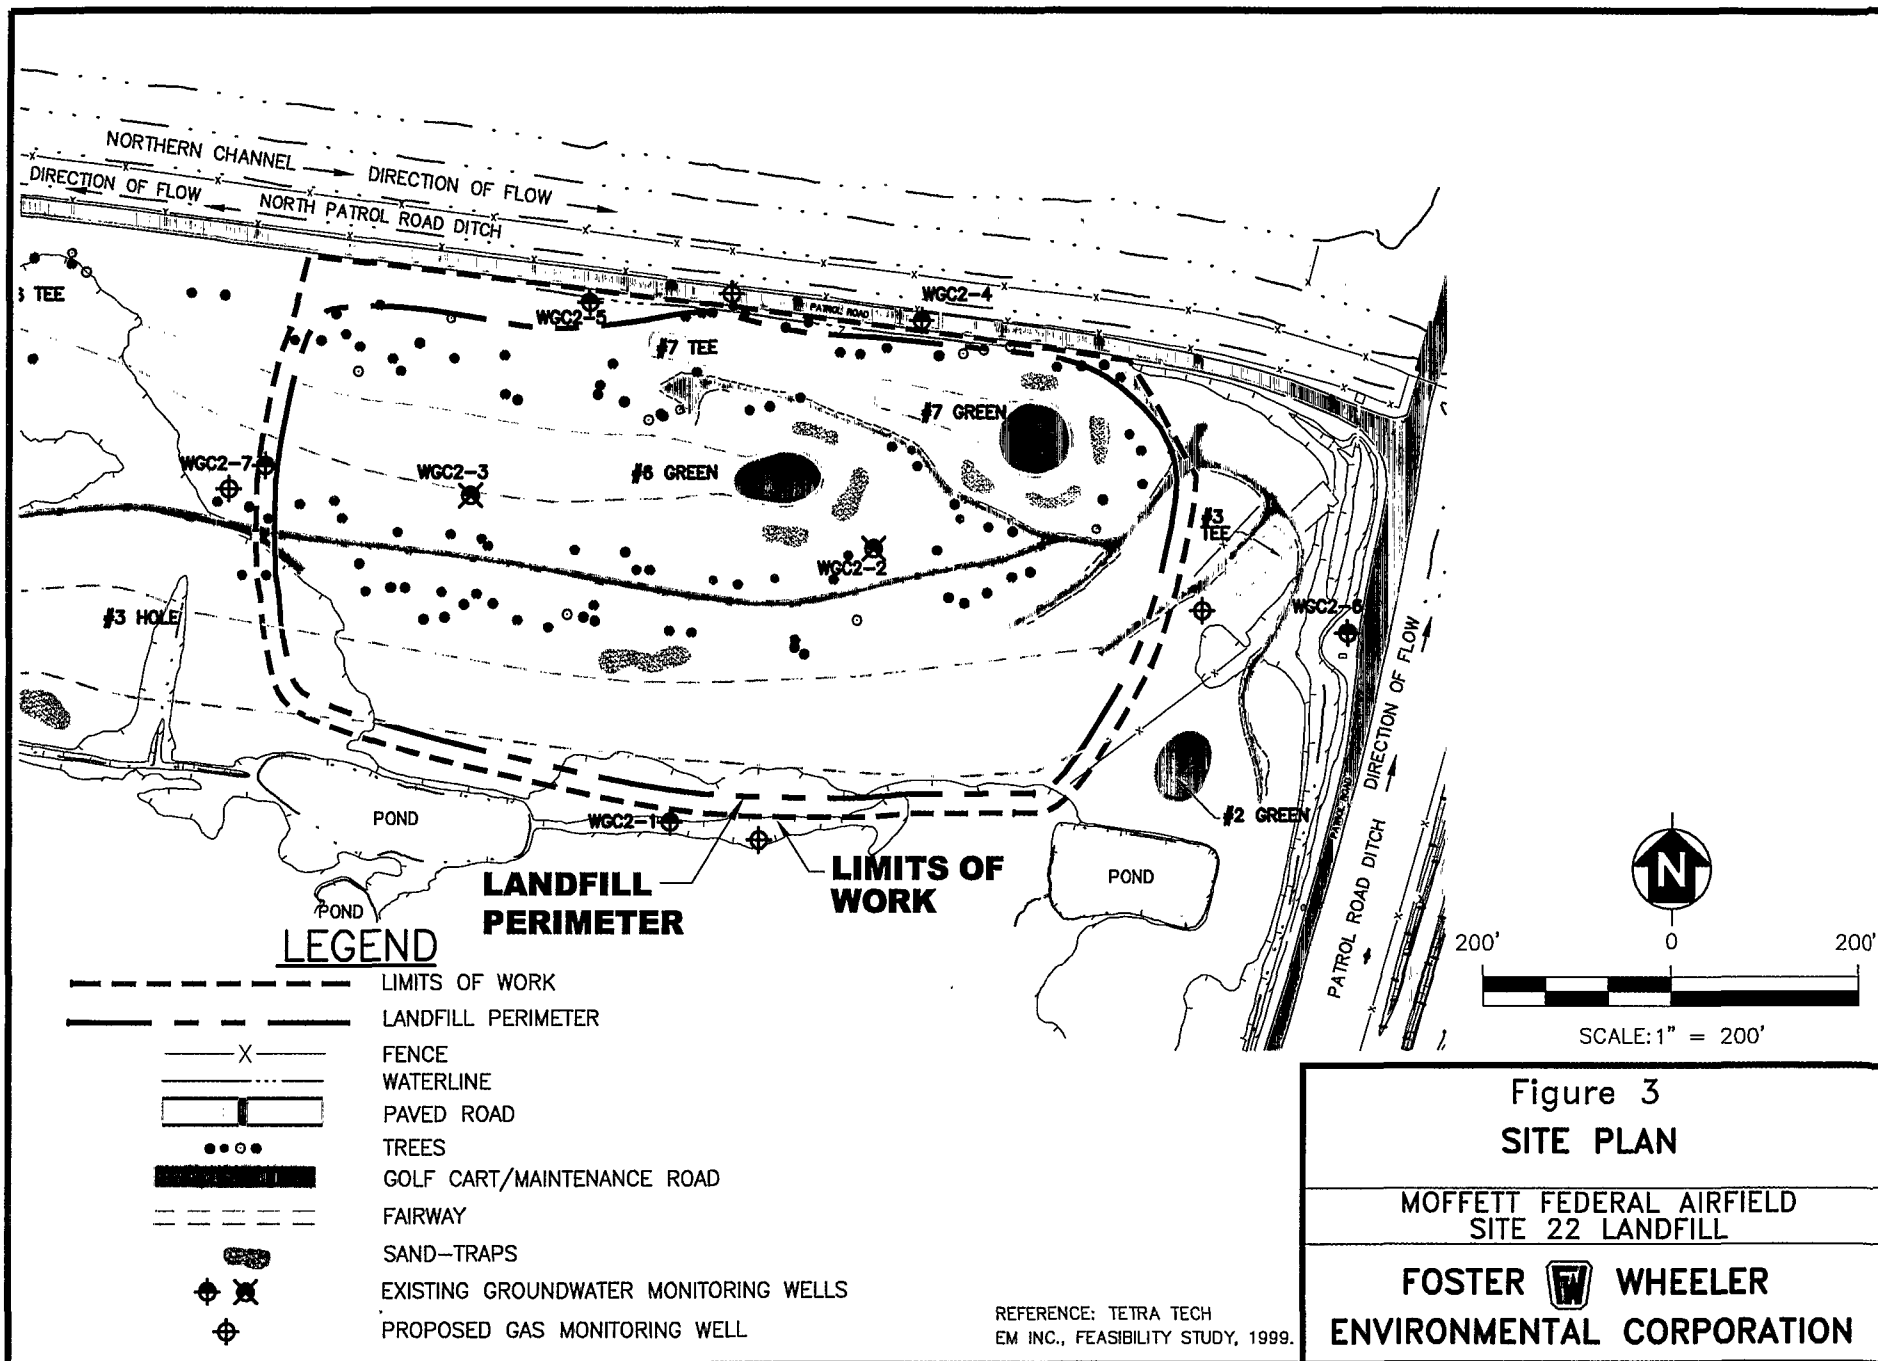 NORTHERN CHANNEL
DIRECTION OF FLOW
DIRECTION OF FLOW
NORTH PATROL ROAD DITCH
TEE
WGC2-5
PATROL ROAD
WGC2-4
#7 TEE
#7 GREEN
WGC2-7
WGC2-3
#6 GREEN
#3
TEE
WGC2-2
#3 HOLE
WGC2-6
DIRECTION OF FLOW
PATROL ROAD
PATROL ROAD DITCH
POND
WGC2-1
#2 GREEN
LANDFILL
PERIMETER
LIMITS OF
WORK
POND
POND
N
200'
0
200'
SCALE: 1" = 200'
LEGEND
LIMITS OF WORK
LANDFILL PERIMETER
X
FENCE
WATERLINE
PAVED ROAD
TREES
GOLF CART/MAINTENANCE ROAD
FAIRWAY
SAND-TRAPS
EXISTING GROUNDWATER MONITORING WELLS
PROPOSED GAS MONITORING WELL
REFERENCE: TETRA TECH
EM INC., FEASIBILITY STUDY, 1999.
Figure 3
SITE PLAN
MOFFETT FEDERAL AIRFIELD
SITE 22 LANDFILL
FOSTER FW WHEELER
ENVIRONMENTAL CORPORATION